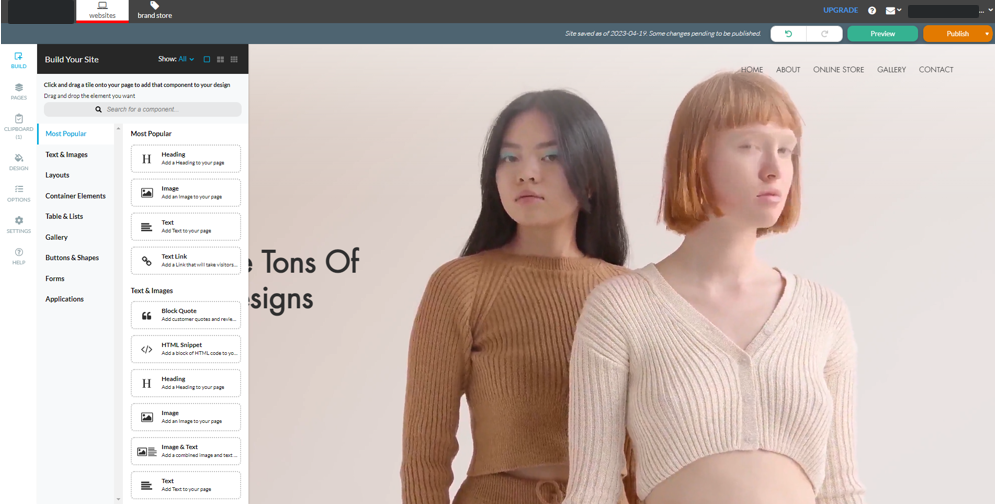 websites
brand store
UPGRADE
...
Site saved as of 2023-04-19. Some changes pending to be published.
Preview
Publish
BUILD
PAGES
CLIPBOARD
(1)
DESIGN
OPTIONS
SETTINGS
HELP
Build Your Site
Show: All
Click and drag a tile onto your page to add that component to your design
Drag and drop the element you want
Search for a component...
Most Popular
Text & Images
Layouts
Container Elements
Table & Lists
Gallery
Buttons & Shapes
Forms
Applications
Most Popular
H Heading
Add a Heading to your page
Image
Add an Image to your page
Text
Add Text to your page
Text Link
Add a Link that will take visitors...
Text & Images
Block Quote
Add customer quotes and revie...
</> HTML Snippet
Add a block of HTML code to yo...
H Heading
Add a Heading to your page
Image
Add an Image to your page
Image & Text
Add a combined image and text ...
Text
Add Text to your page
HOME ABOUT ONLINE STORE GALLERY CONTACT
e Tons Of
esigns